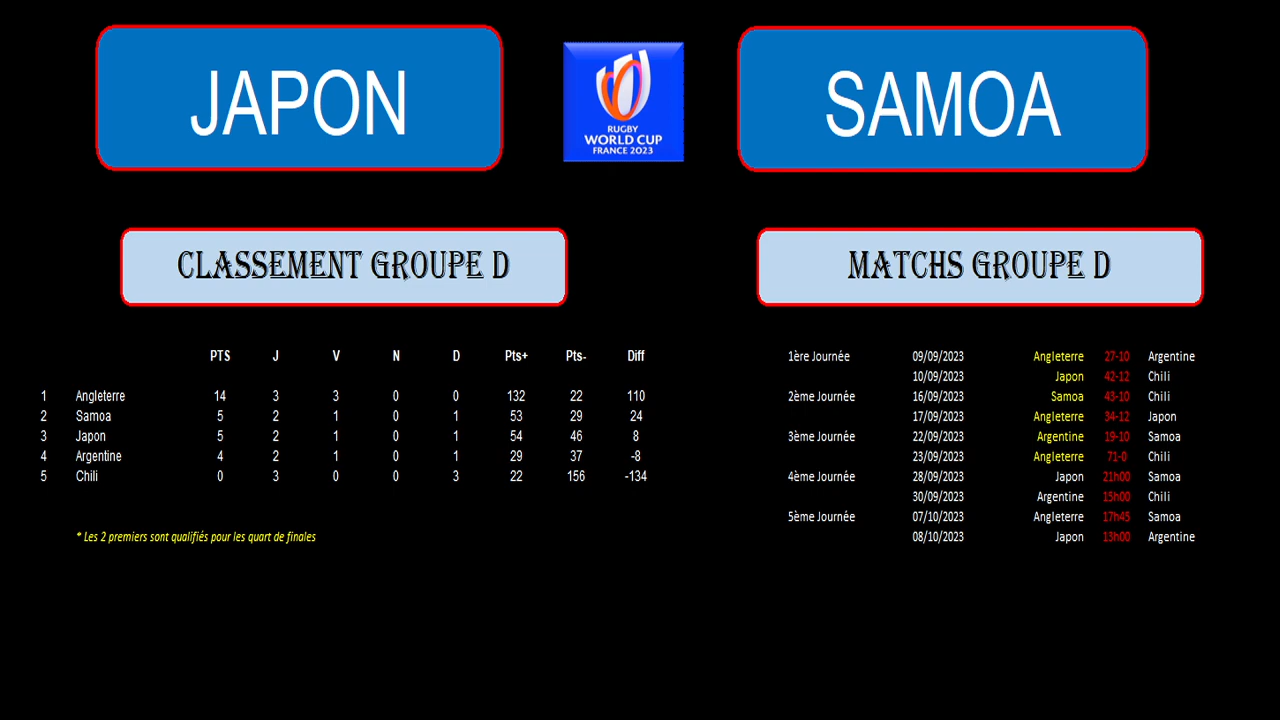 JAPON
RUGBY
WORLD CUP
FRANCE 2023
SAMOA
CLASSEMENT GROUPE D
MATCHS GROUPE D
PTS J V N D Pts+ Pts- Diff
1 Angleterre 14 3 3 0 0 132 22 110
2 Samoa 5 2 1 0 1 53 29 24
3 Japon 5 2 1 0 1 54 46 8
4 Argentine 4 2 1 0 1 29 37 -8
5 Chili 0 3 0 0 3 22 156 -134
* Les 2 premiers sont qualifiés pour les quart de finales
1ère Journée 09/09/2023 Angleterre 27-10 Argentine
10/09/2023 Japon 42-12 Chili
2ème Journée 16/09/2023 Samoa 43-10 Chili
17/09/2023 Angleterre 34-12 Japon
3ème Journée 22/09/2023 Argentine 19-10 Samoa
23/09/2023 Angleterre 71-0 Chili
4ème Journée 28/09/2023 Japon 21h00 Samoa
30/09/2023 Argentine 15h00 Chili
5ème Journée 07/10/2023 Angleterre 17h45 Samoa
08/10/2023 Japon 13h00 Argentine